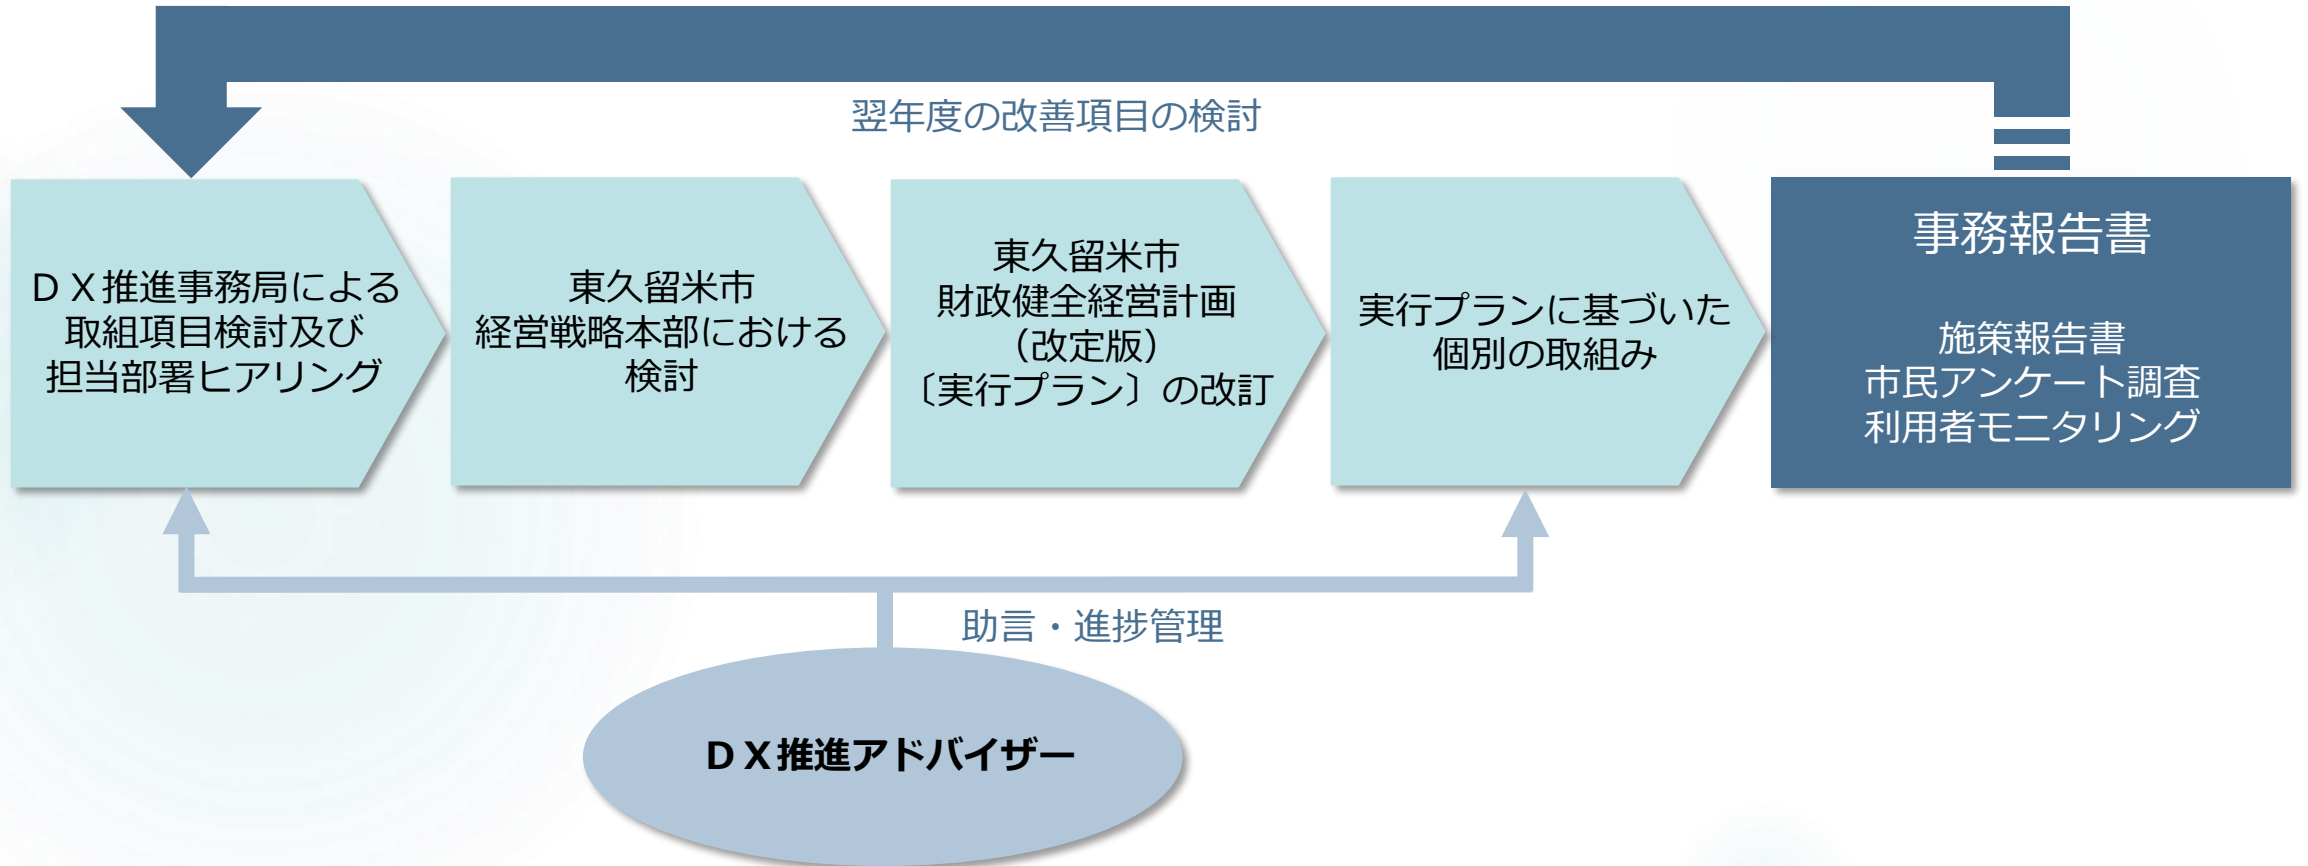 翌年度の改善項目の検討
ＤＸ推進事務局による
取組項目検討及び
担当部署ヒアリング
東久留米市
経営戦略本部における
検討
東久留米市
財政健全経営計画
（改定版）
〔実行プラン〕の改訂
実行プランに基づいた
個別の取組み
事務報告書
施策報告書
市民アンケート調査
利用者モニタリング
助言・進捗管理
ＤＸ推進アドバイザー